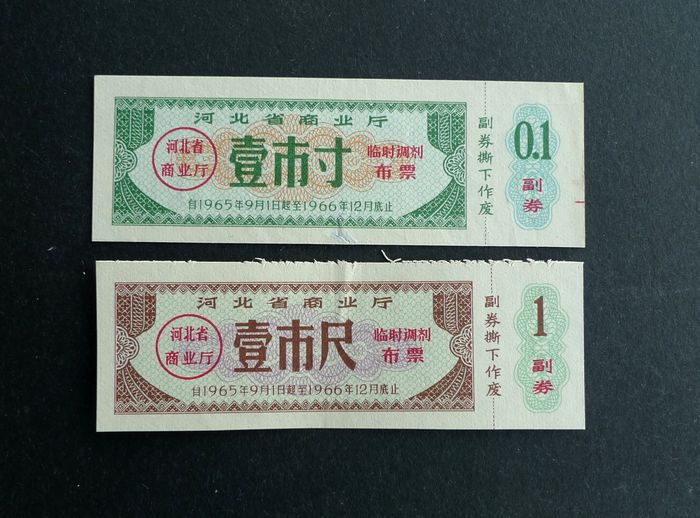 河北省商业厅
河北省
商业厅
壹市寸
临时调剂
布票
自1965年9月1日起至1966年12月底止
副券撕下作废
0.1
副券
河北省商业厅
河北省
商业厅
壹市尺
临时调剂
布票
自1965年9月1日起至1966年12月底止
副券撕下作废
1
副券